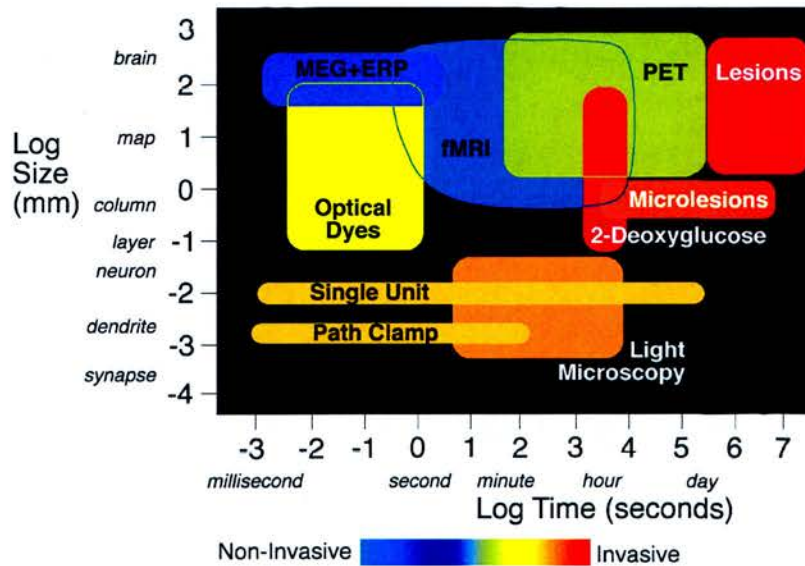 3
brain
MEG+ERP
PET
Lesions
2
Log
Size
(mm)
map
1
fMRI
0
column
Optical
Dyes
Microlesions
layer
-1
2-Deoxyglucose
neuron
-2
Single Unit
dendrite
Path Clamp
-3
Light
Microscopy
synapse
-4
-3 -2 -1 0 1 2 3 4 5 6 7
millisecond second minute hour day
Log Time (seconds)
Non-Invasive Invasive